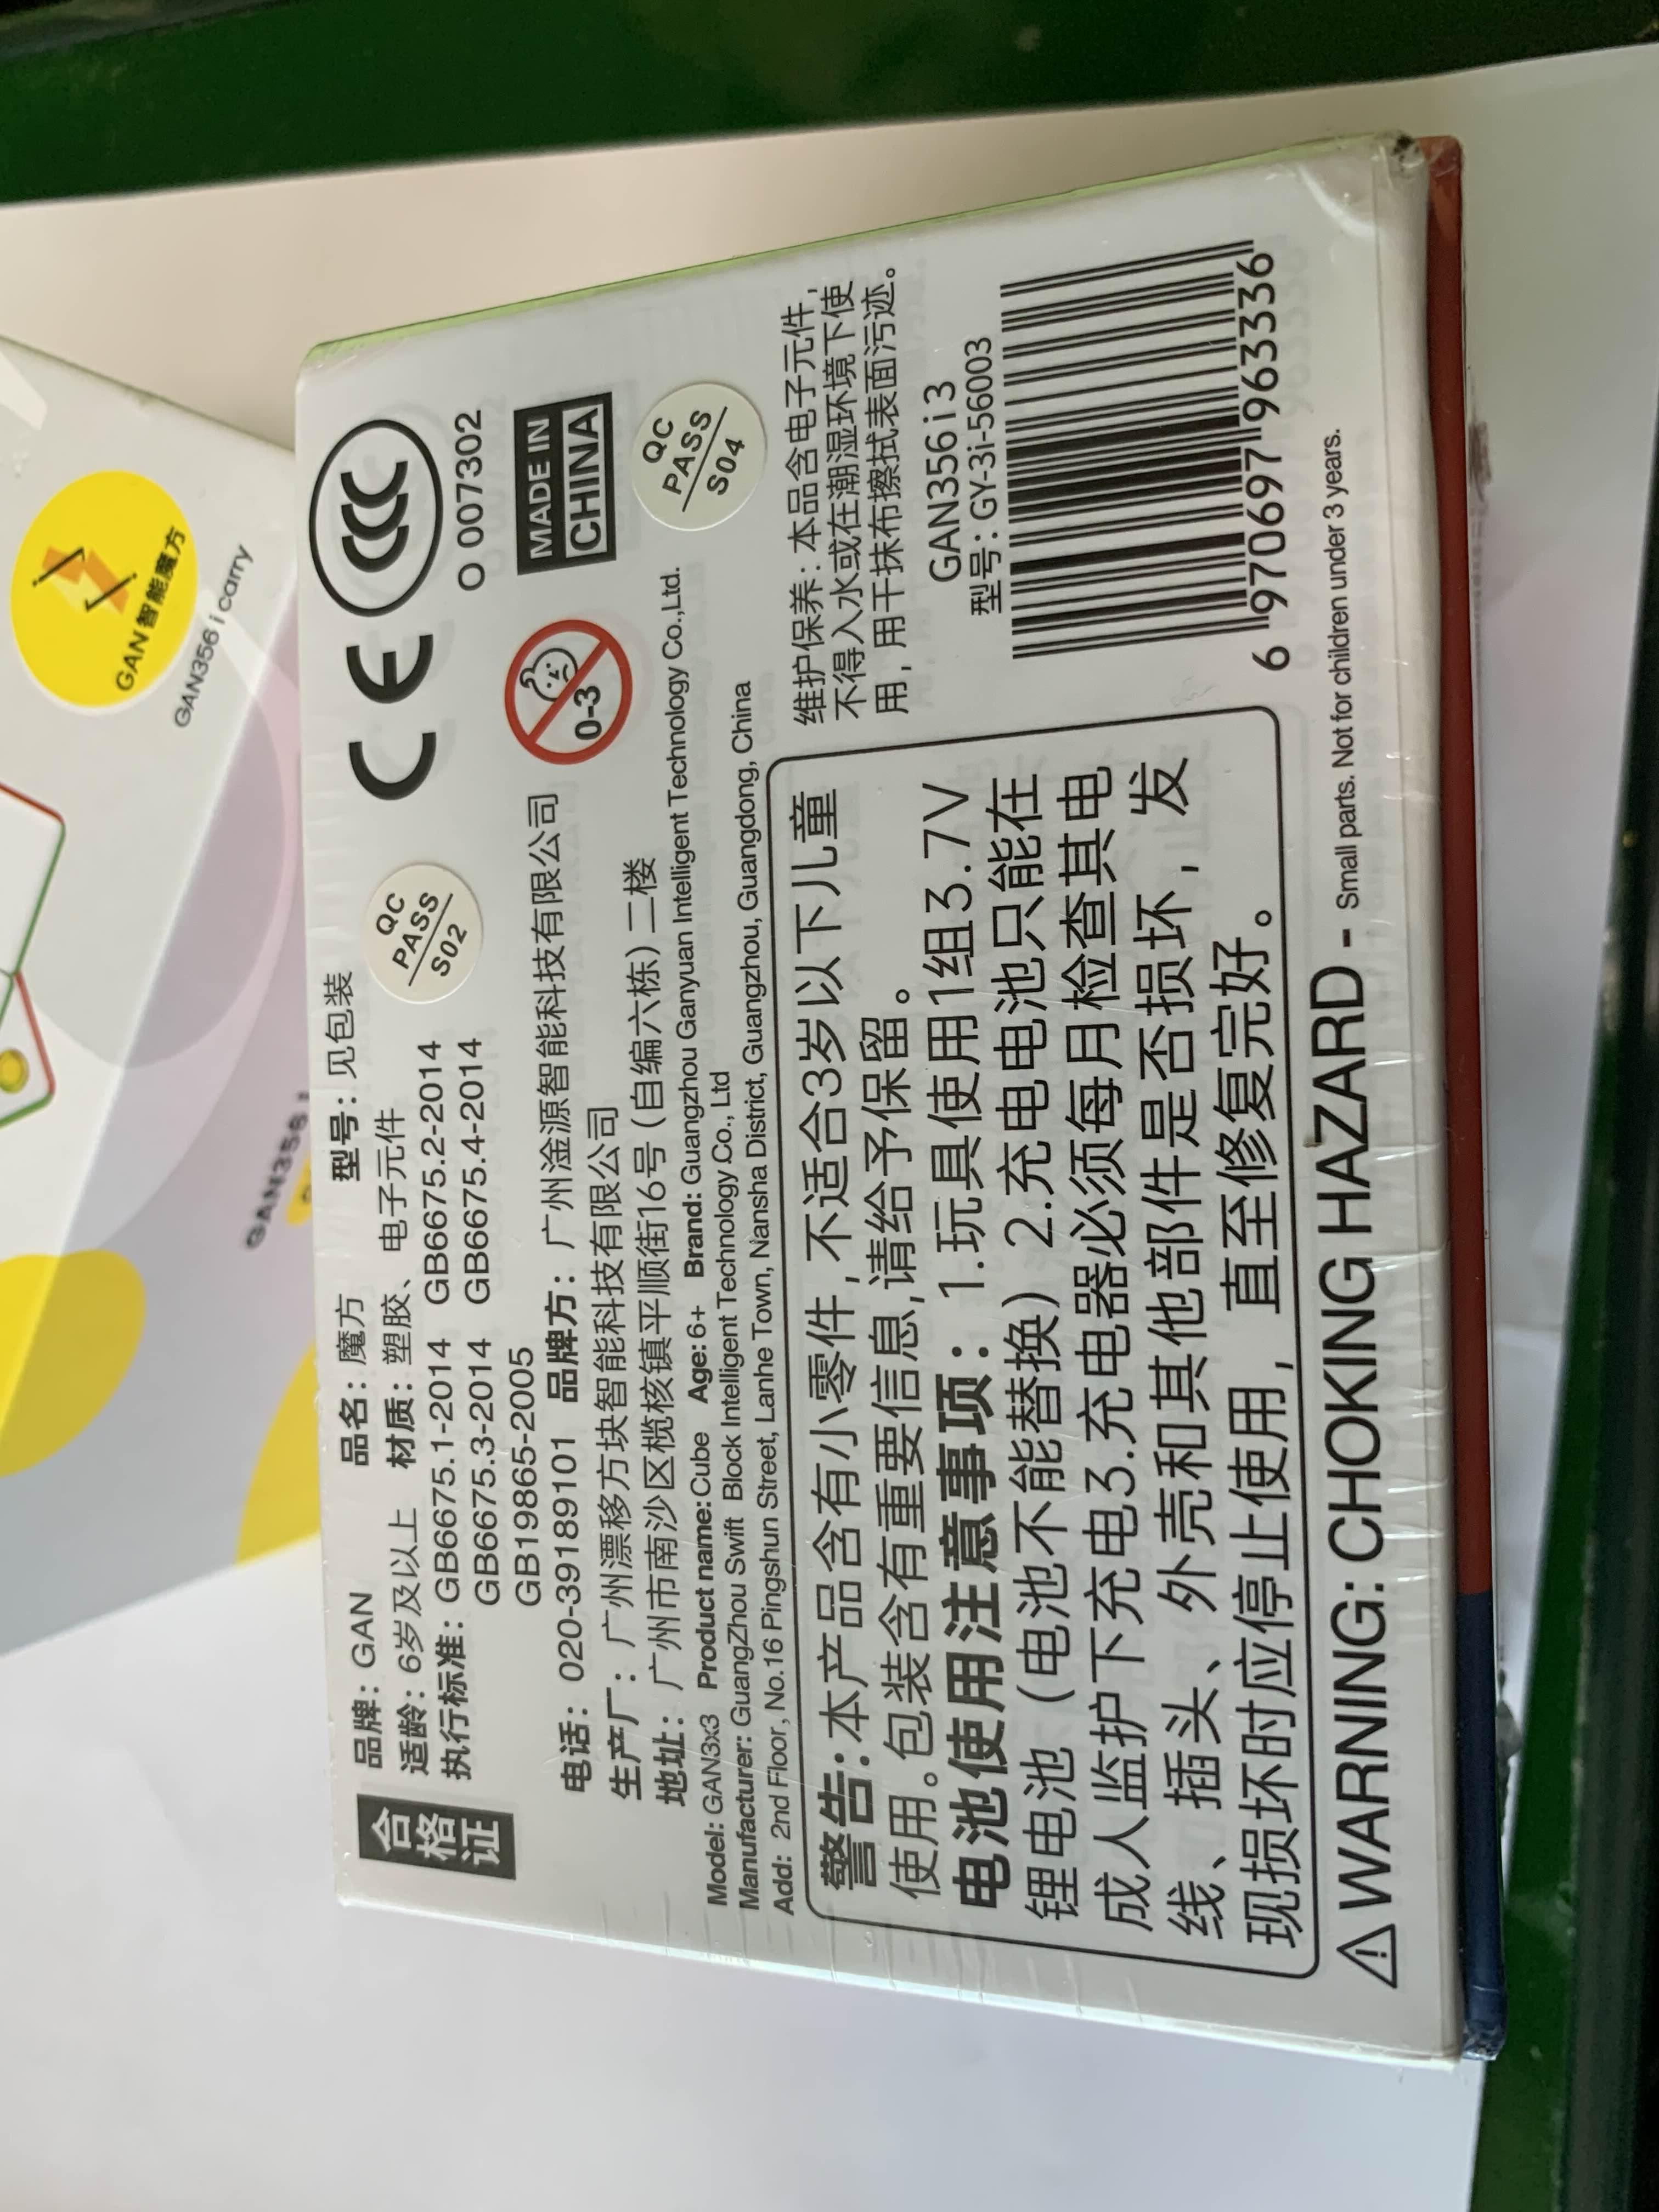 合格证
品牌：GAN 品名：魔方 型号：见包装
适龄：6岁及以上 材质：塑胶、电子元件
执行标准：GB6675.1-2014 GB6675.2-2014
GB6675.3-2014 GB6675.4-2014
GB19865-2005
QC
PASS
S02
CE
CCC
O 007302
电话：020-39189101 品牌方：广州淦源智能科技有限公司
生产厂：广州漂移方块智能科技有限公司
地址：广州市南沙区榄核镇平顺街16号（自编六栋）二楼
0-3
MADE IN
CHINA
Model: GAN3x3 Product name:Cube Age: 6+ Brand: Guangzhou Ganyuan Intelligent Technology Co.,Ltd.
Manufacturer: GuangZhou Swift Block Intelligent Technology Co., Ltd
Add: 2nd Floor, No.16 Pingshun Street, Lanhe Town, Nansha District, Guangzhou, Guangdong, China
QC
PASS
S04
警告：本产品含有小零件，不适合3岁以下儿童
使用。包装含有重要信息,请给予保留。
电池使用注意事项：1.玩具使用1组3.7V
锂电池（电池不能替换）2.充电电池只能在
成人监护下充电3.充电器必须每月检查其电
线、插头、外壳和其他部件是否损坏，发
现损坏时应停止使用，直至修复完好。
维护保养：本品含电子元件，
不得入水或在潮湿环境下使
用，用干抹布擦拭表面污迹。
GAN356i3
型号：GY-3i-56003
6 970697 963336
WARNING: CHOKING HAZARD - Small parts. Not for children under 3 years.
GAN智能魔方
GAN356 i carry
GAN356 i